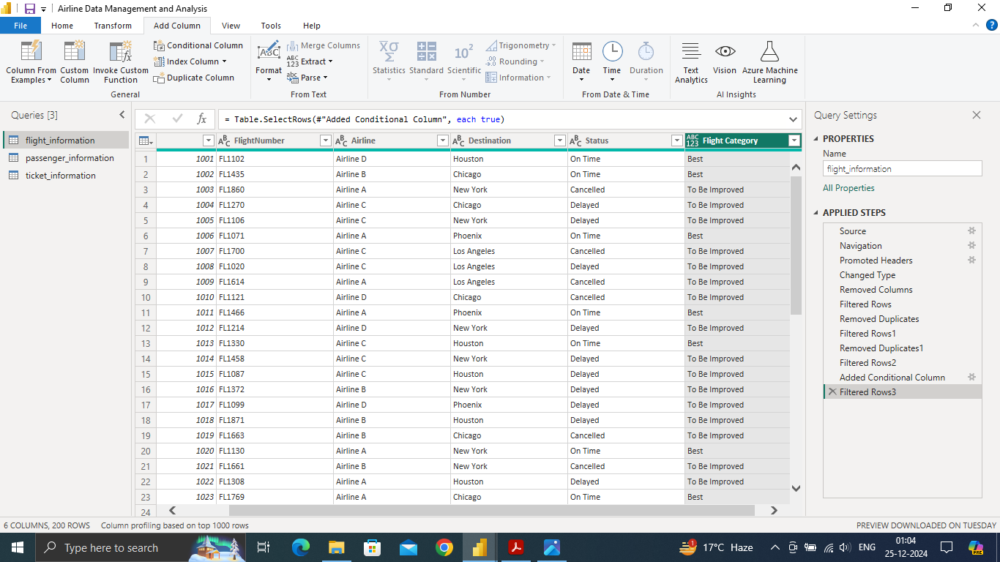 Airline Data Management and Analysis
File Home Transform Add Column View Tools Help
Column From Examples
Custom Column
Invoke Custom Function
Conditional Column
Index Column
Duplicate Column
General
Format
Merge Columns
Extract
Parse
From Text
Statistics
Standard
Scientific
Trigonometry
Rounding
Information
From Number
Date
Time
Duration
From Date & Time
Text Analytics
Vision
Azure Machine Learning
AI Insights
Queries [3]
flight_information
passenger_information
ticket_information
= Table.SelectRows(#"Added Conditional Column", each true)
FlightNumber Airline Destination Status Flight Category
1 1001 FL1102 Airline D Houston On Time Best
2 1002 FL1435 Airline B Chicago On Time Best
3 1003 FL1860 Airline A New York Cancelled To Be Improved
4 1004 FL1270 Airline C Chicago Delayed To Be Improved
5 1005 FL1106 Airline C New York Delayed To Be Improved
6 1006 FL1071 Airline A Phoenix On Time Best
7 1007 FL1700 Airline C Los Angeles Cancelled To Be Improved
8 1008 FL1020 Airline C Los Angeles Delayed To Be Improved
9 1009 FL1614 Airline A Los Angeles Cancelled To Be Improved
10 1010 FL1121 Airline D Chicago Cancelled To Be Improved
11 1011 FL1466 Airline A Phoenix On Time Best
12 1012 FL1214 Airline D New York Delayed To Be Improved
13 1013 FL1330 Airline C Houston On Time Best
14 1014 FL1458 Airline C New York Delayed To Be Improved
15 1015 FL1087 Airline C Houston Delayed To Be Improved
16 1016 FL1372 Airline B New York Delayed To Be Improved
17 1017 FL1099 Airline D Phoenix Delayed To Be Improved
18 1018 FL1871 Airline B Houston Delayed To Be Improved
19 1019 FL1663 Airline B Chicago Cancelled To Be Improved
20 1020 FL1130 Airline A New York On Time Best
21 1021 FL1661 Airline B New York Cancelled To Be Improved
22 1022 FL1308 Airline A Houston Delayed To Be Improved
23 1023 FL1769 Airline A Chicago On Time Best
24
Query Settings
PROPERTIES
Name
flight_information
All Properties
APPLIED STEPS
Source
Navigation
Promoted Headers
Changed Type
Removed Columns
Filtered Rows
Removed Duplicates
Filtered Rows1
Removed Duplicates1
Filtered Rows2
Added Conditional Column
Filtered Rows3
6 COLUMNS, 200 ROWS Column profiling based on top 1000 rows PREVIEW DOWNLOADED ON TUESDAY
Type here to search
17°C Haze
ENG
01:04
25-12-2024